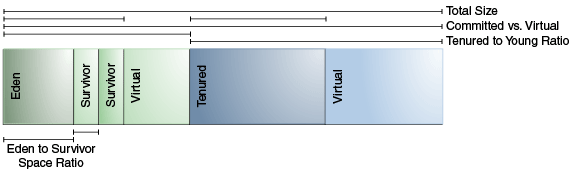 Total Size
Committed vs. Virtual
Tenured to Young Ratio
Eden
Survivor
Survivor
Virtual
Tenured
Virtual
Eden to Survivor
Space Ratio